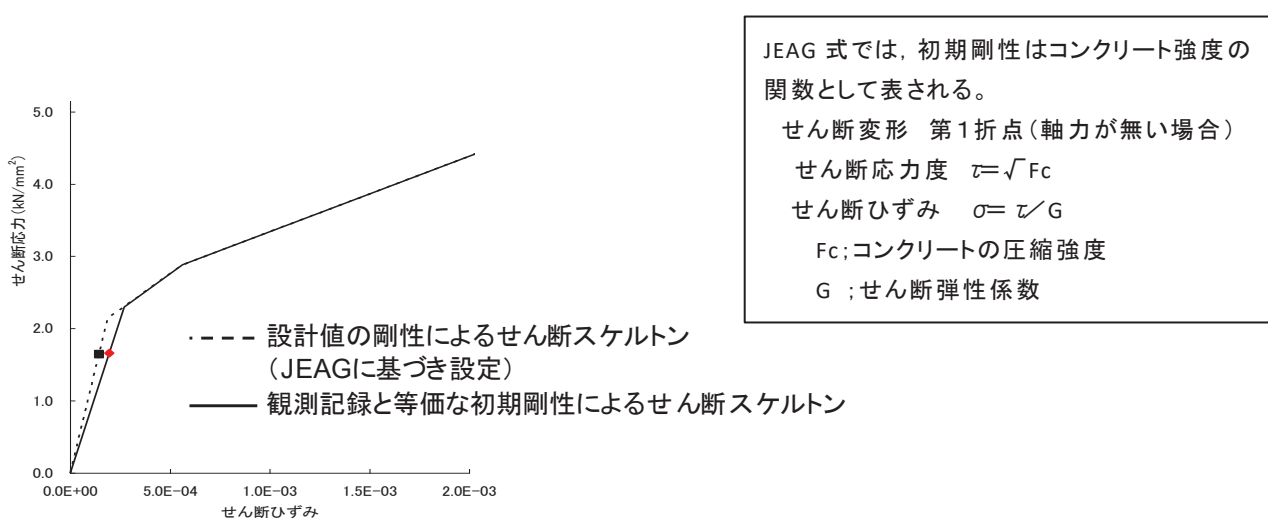 5.0
4.0
3.0
2.0
1.0
0.0
せん断応力(kN/mm²)
0.0E+00
5.0E-04
1.0E-03
1.5E-03
2.0E-03
せん断ひずみ
設計値の剛性によるせん断スケルトン
(JEAGに基づき設定)
観測記録と等価な初期剛性によるせん断スケルトン
JEAG 式では,初期剛性はコンクリート強度の
関数として表される。
せん断変形 第1折点(軸力が無い場合)
せん断応力度 τ=√Fc
せん断ひずみ σ= τ/G
Fc;コンクリートの圧縮強度
G ;せん断弾性係数